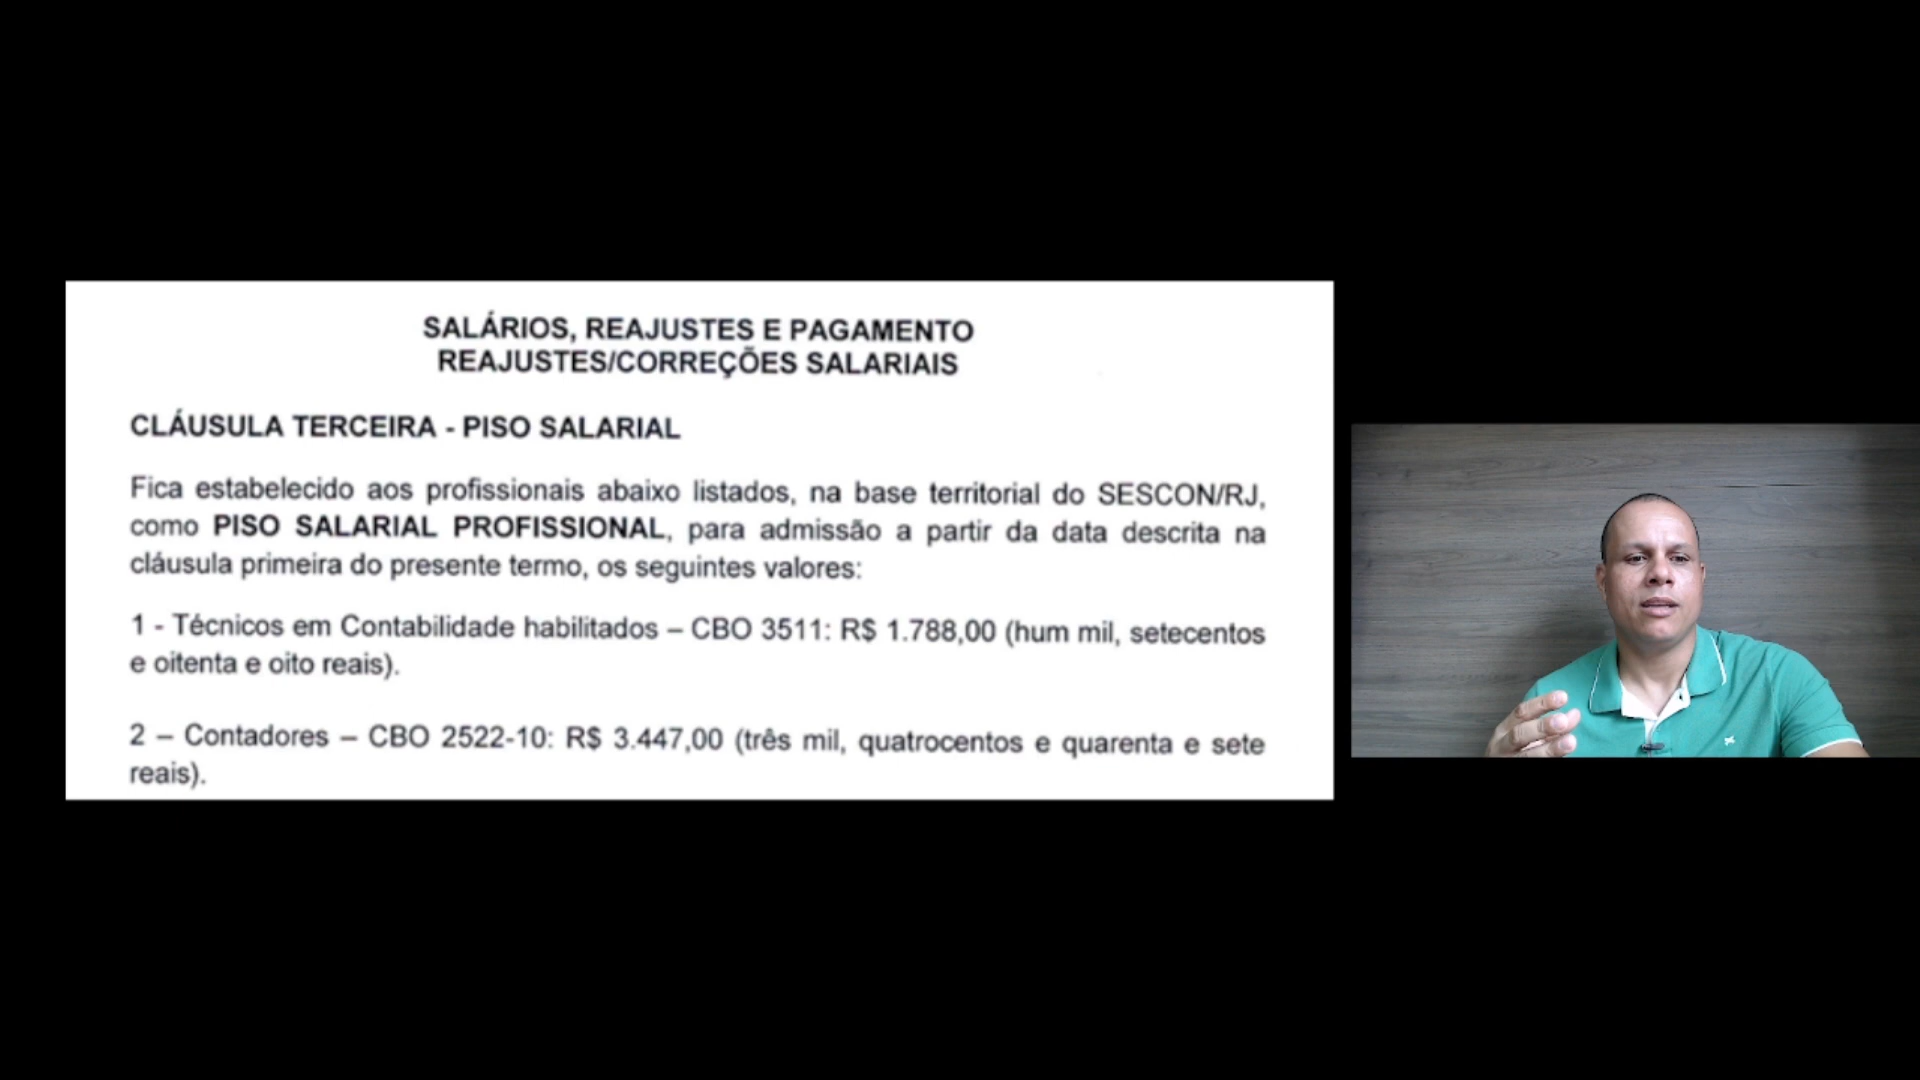 SALÁRIOS, REAJUSTES E PAGAMENTO
REAJUSTES/CORREÇÕES SALARIAIS
CLÁUSULA TERCEIRA - PISO SALARIAL
Fica estabelecido aos profissionais abaixo listados, na base territorial do SESCON/RJ,
como PISO SALARIAL PROFISSIONAL, para admissão a partir da data descrita na
cláusula primeira do presente termo, os seguintes valores:
1 - Técnicos em Contabilidade habilitados – CBO 3511: R$ 1.788,00 (hum mil, setecentos
e oitenta e oito reais).
2 – Contadores – CBO 2522-10: R$ 3.447,00 (três mil, quatrocentos e quarenta e sete
reais).